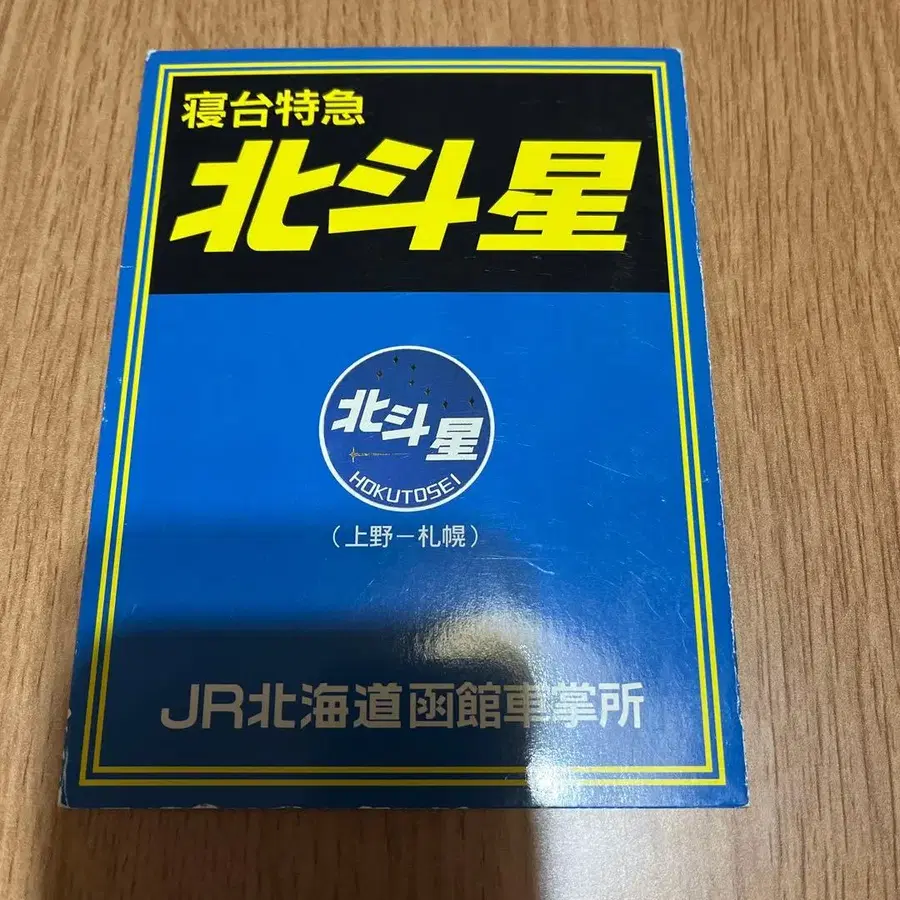 寝台特急
北斗星
北斗星
HOKUTOSEI
(上野ー札幌)
JR北海道函館車掌所